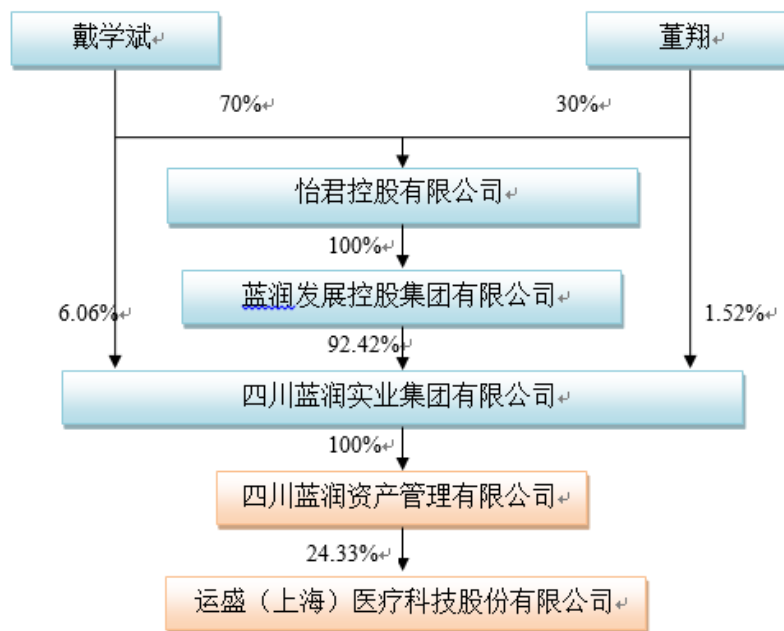 戴学斌
董翔
70%
30%
怡君控股有限公司
100%
蓝润发展控股集团有限公司
6.06%
1.52%
92.42%
四川蓝润实业集团有限公司
100%
四川蓝润资产管理有限公司
24.33%
运盛（上海）医疗科技股份有限公司